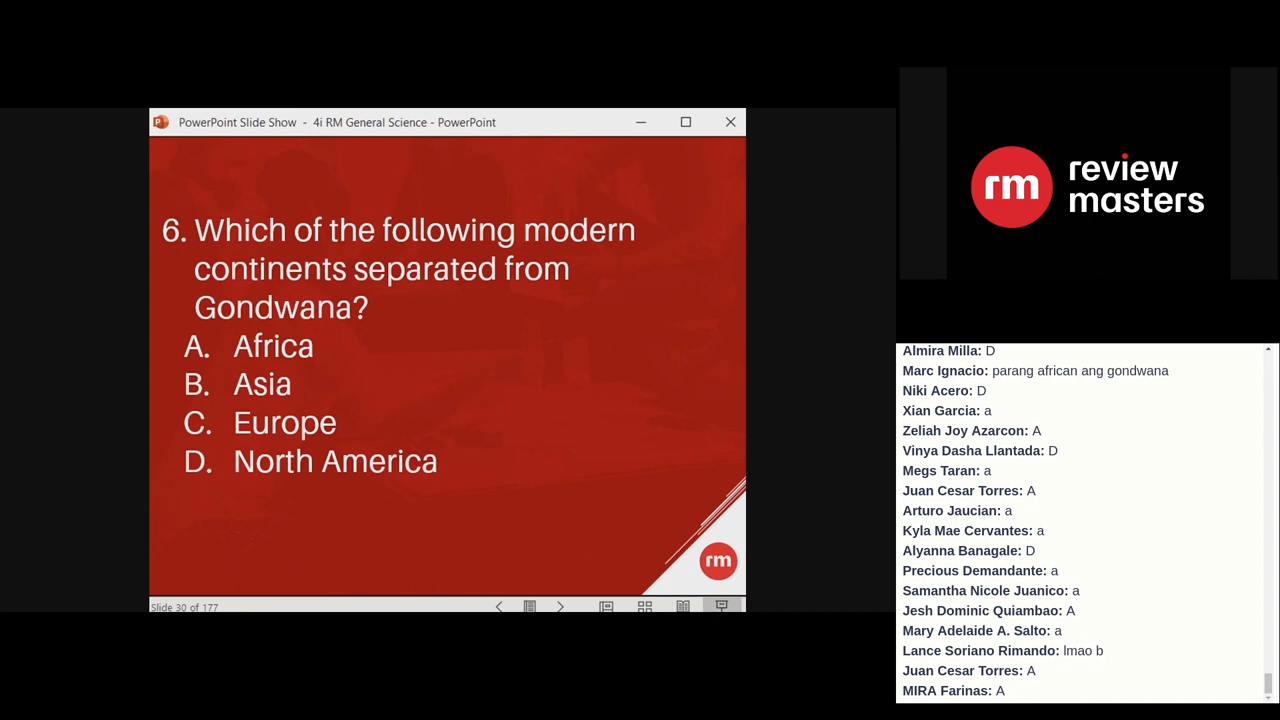 PowerPoint Slide Show - 4i RM General Science - PowerPoint
6. Which of the following modern
continents separated from
Gondwana?
A. Africa
B. Asia
C. Europe
D. North America
rm
Slide 30 of 177
rm review
masters
Almira Milla: D
Marc Ignacio: parang african ang gondwana
Niki Acero: D
Xian Garcia: a
Zeliah Joy Azarcon: A
Vinya Dasha Llantada: D
Megs Taran: a
Juan Cesar Torres: A
Arturo Jaucian: a
Kyla Mae Cervantes: a
Alyanna Banagale: D
Precious Demandante: a
Samantha Nicole Juanico: a
Jesh Dominic Quiambao: A
Mary Adelaide A. Salto: a
Lance Soriano Rimando: lmao b
Juan Cesar Torres: A
MIRA Farinas: A